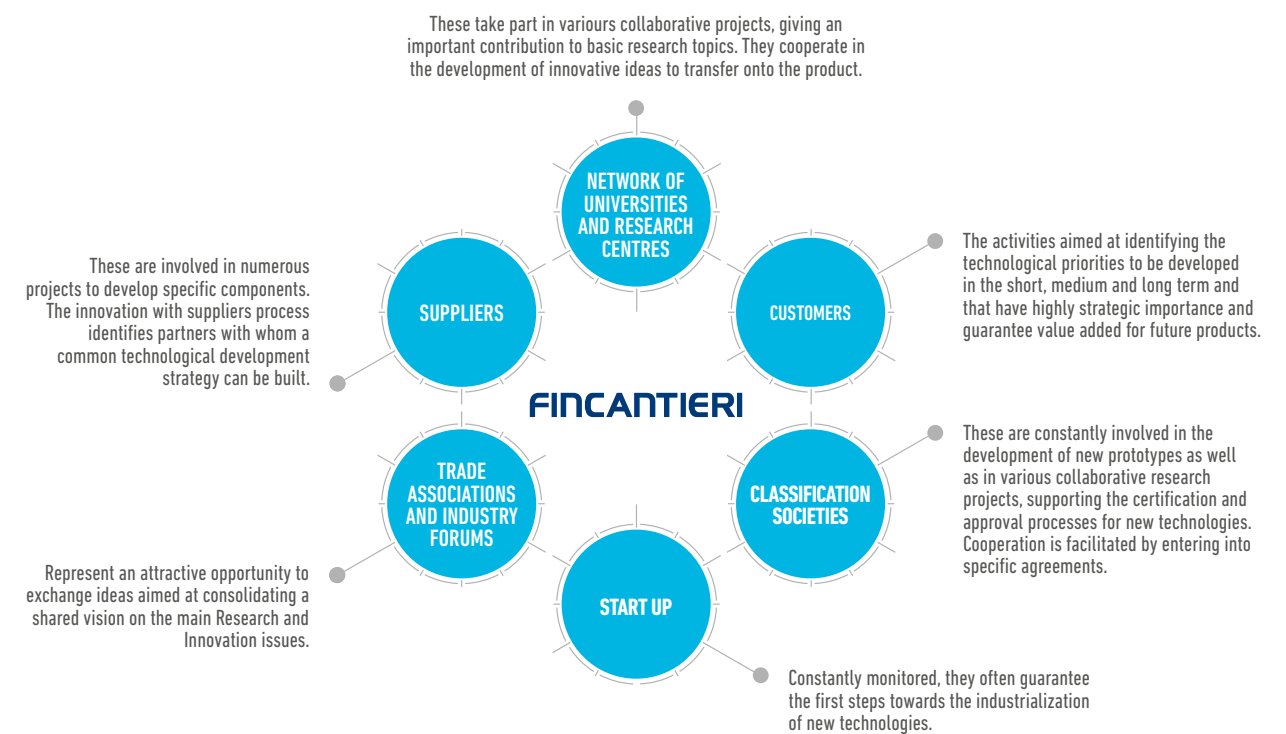 These take part in variours collaborative projects, giving an
important contribution to basic research topics. They cooperate in
the development of innovative ideas to transfer onto the product.
NETWORK OF
UNIVERSITIES
AND RESEARCH
CENTRES
CUSTOMERS
The activities aimed at identifying the
technological priorities to be developed
in the short, medium and long term and
that have highly strategic importance and
guarantee value added for future products.
SUPPLIERS
These are involved in numerous
projects to develop specific components.
The innovation with suppliers process
identifies partners with whom a
common technological development
strategy can be built.
FINCANTIERI
CLASSIFICATION
SOCIETIES
These are constantly involved in the
development of new prototypes as well
as in various collaborative research
projects, supporting the certification and
approval processes for new technologies.
Cooperation is facilitated by entering into
specific agreements.
TRADE
ASSOCIATIONS
AND INDUSTRY
FORUMS
Represent an attractive opportunity to
exchange ideas aimed at consolidating a
shared vision on the main Research and
Innovation issues.
START UP
Constantly monitored, they often guarantee
the first steps towards the industrialization
of new technologies.